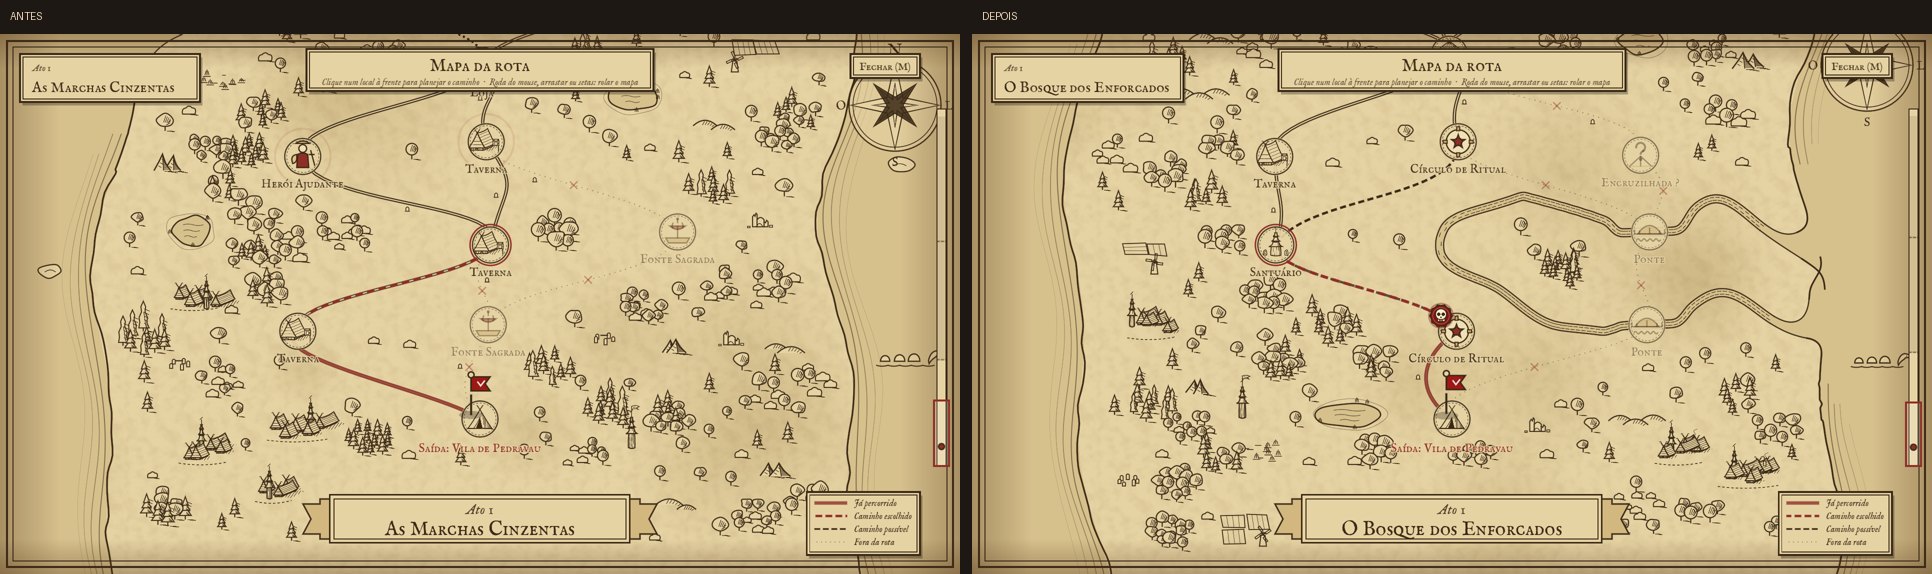 ANTES
Ato 1
As Marchas Cinzentas
Mapa da rota
Clique num local à frente para planejar o caminho · Roda do mouse, arrastar ou setas: rolar o mapa
Fechar (M)
N
O
S
Taverna
Herói Ajudante
Fonte Sagrada
Taverna
Taverna
Fonte Sagrada
Saída: Vila de Pedravau
Ato 1
As Marchas Cinzentas
Já percorrido
Caminho escolhido
Caminho possível
Fora da rota
DEPOIS
Ato 1
O Bosque dos Enforcados
Mapa da rota
Clique num local à frente para planejar o caminho · Roda do mouse, arrastar ou setas: rolar o mapa
Fechar (M)
O
L
S
Círculo de Ritual
Taverna
Encruzilhada ?
Ponte
Santuário
Ponte
Círculo de Ritual
Saída: Vila de Pedravau
Ato 1
O Bosque dos Enforcados
Já percorrido
Caminho escolhido
Caminho possível
Fora da rota